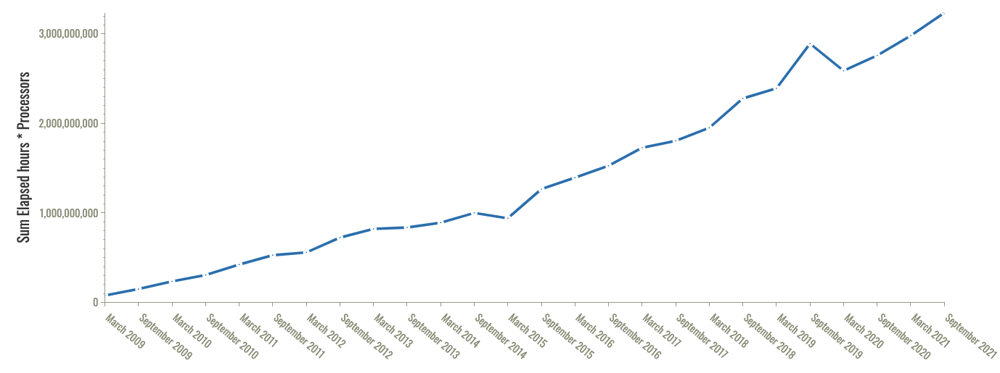 Sum Elapsed hours * Processors
3,000,000,000
2,000,000,000
1,000,000,000
0
March 2009
September 2009
March 2010
September 2010
March 2011
September 2011
March 2012
September 2012
March 2013
September 2013
March 2014
September 2014
March 2015
September 2015
March 2016
September 2016
March 2017
September 2017
March 2018
September 2018
March 2019
September 2019
March 2020
September 2020
March 2021
September 2021